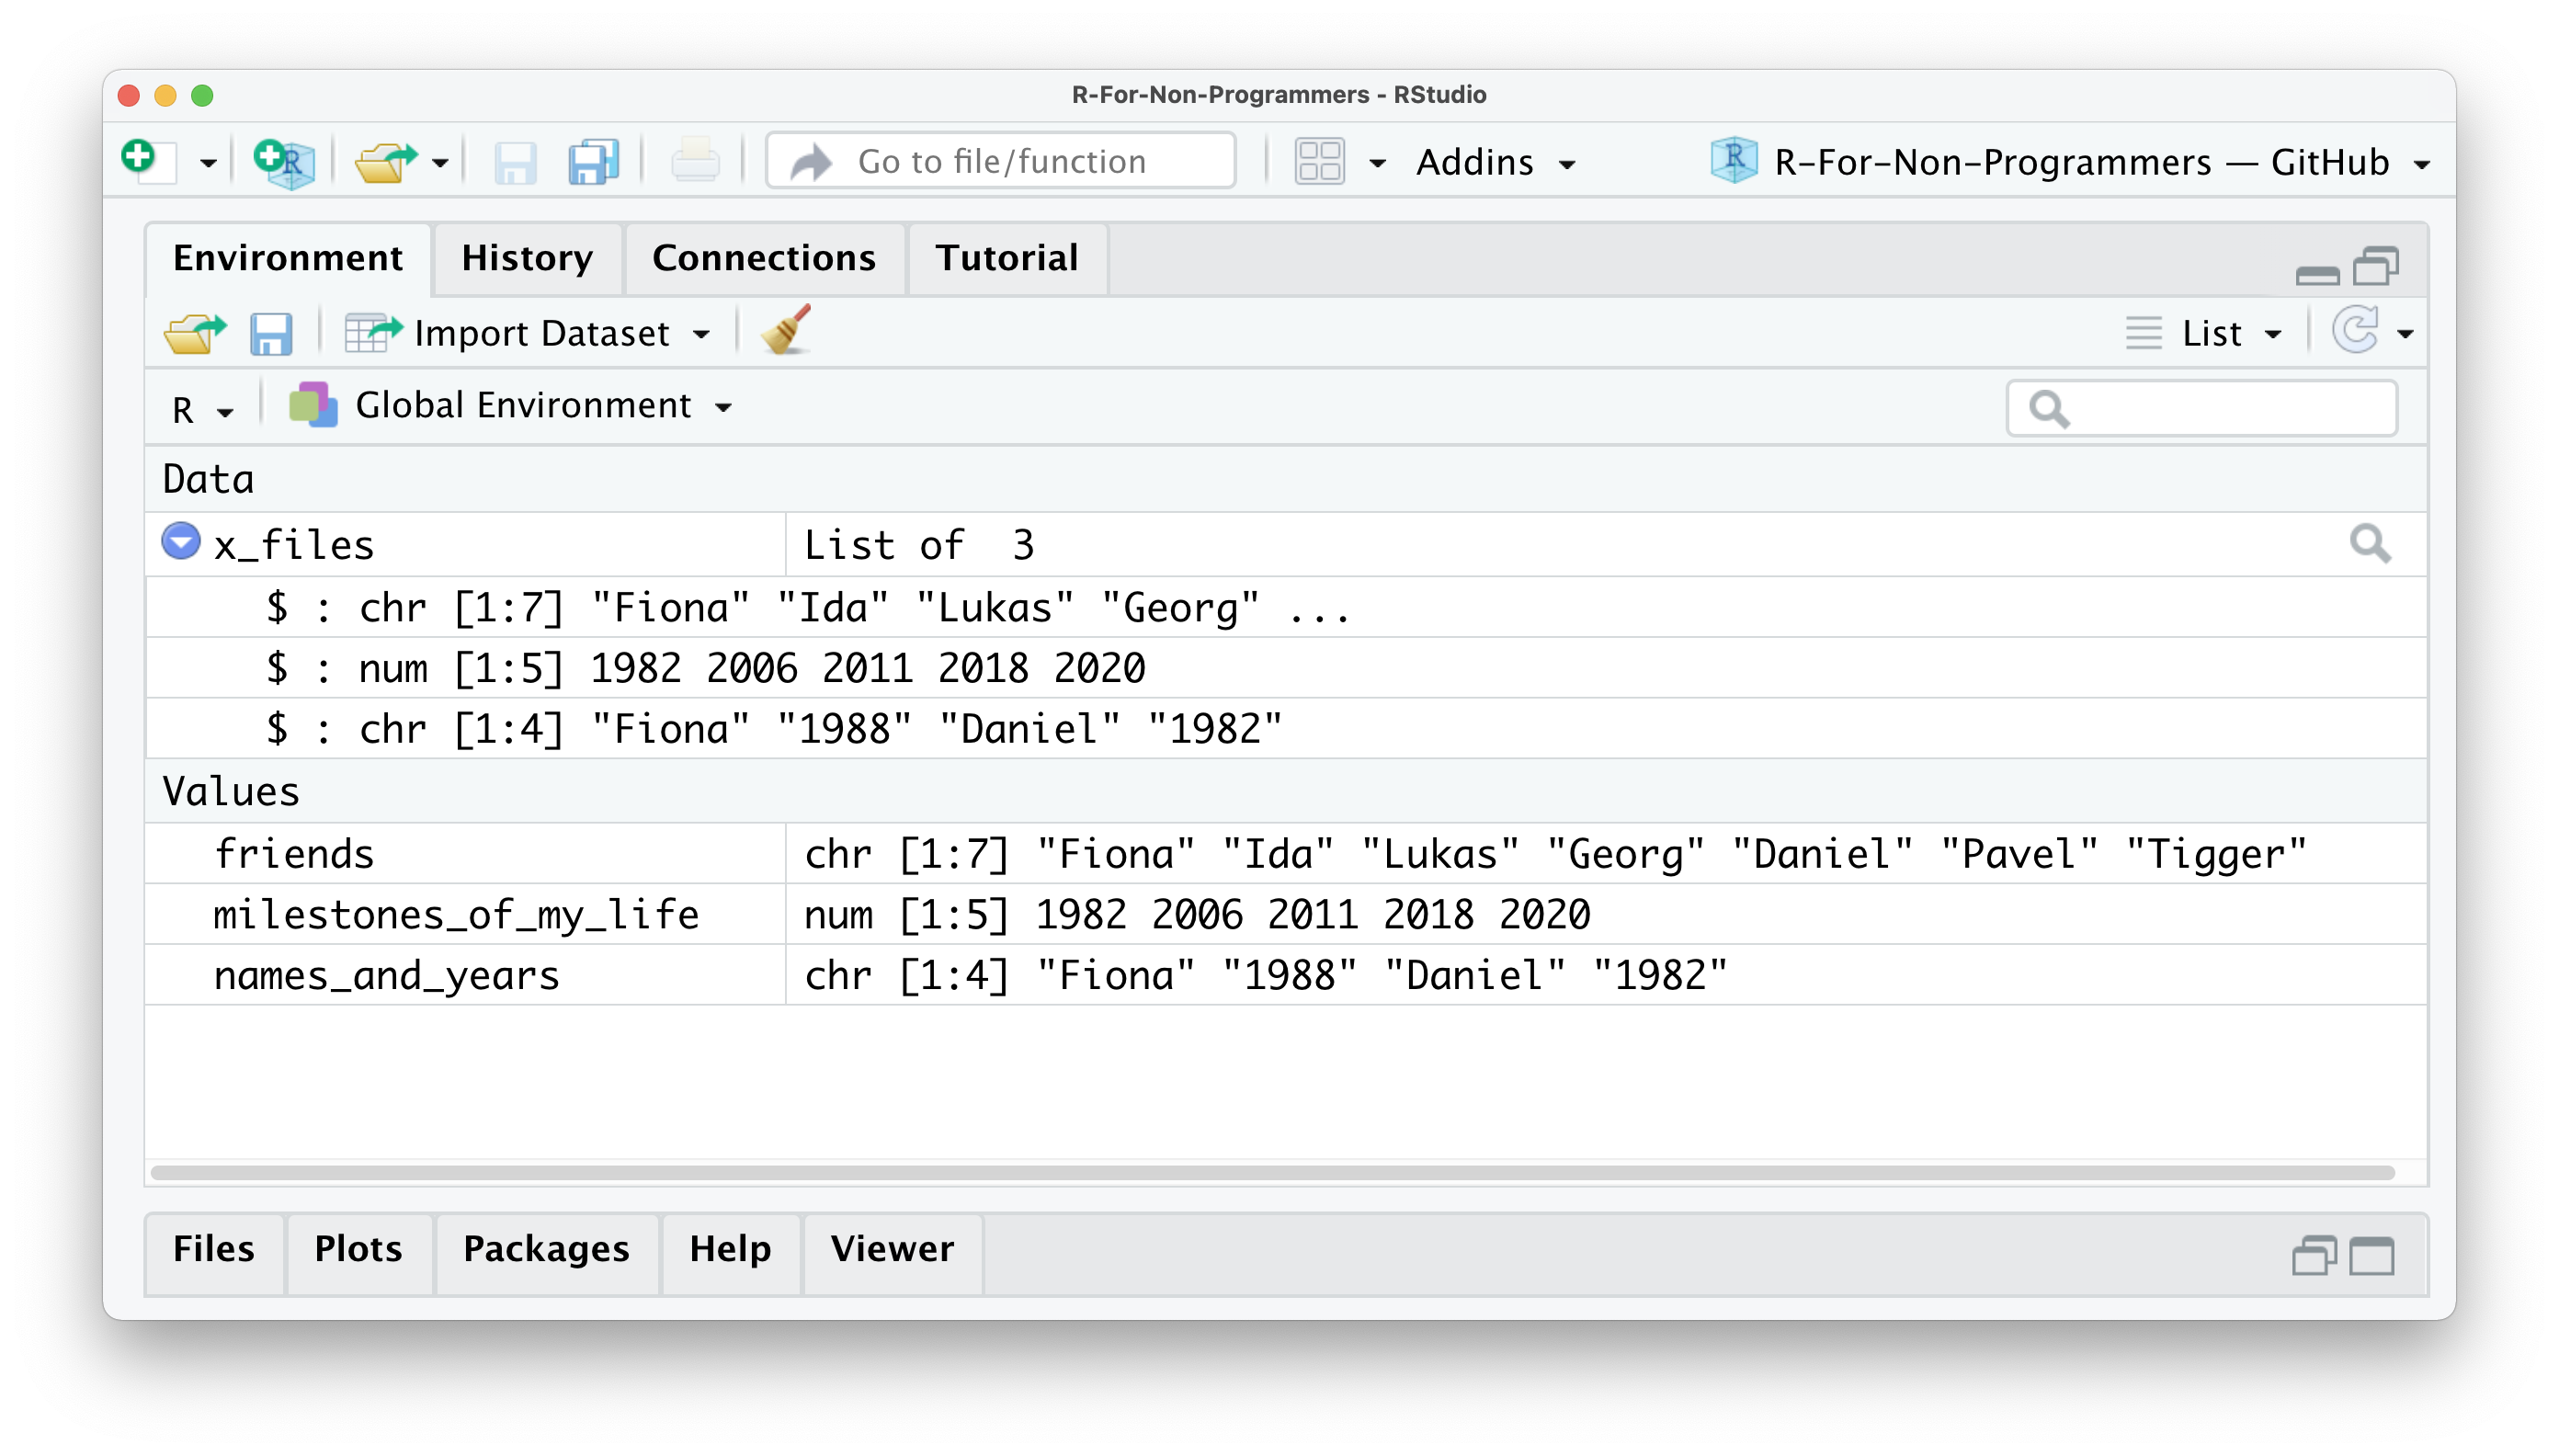 R-For-Non-Programmers - RStudio
Go to file/function Addins R-For-Non-Programmers — GitHub
Environment History Connections Tutorial
Import Dataset List
R Global Environment
Data
x_files List of  3
$ : chr [1:7] "Fiona" "Ida" "Lukas" "Georg" ...
$ : num [1:5] 1982 2006 2011 2018 2020
$ : chr [1:4] "Fiona" "1988" "Daniel" "1982"
Values
friends chr [1:7] "Fiona" "Ida" "Lukas" "Georg" "Daniel" "Pavel" "Tigger"
milestones_of_my_life num [1:5] 1982 2006 2011 2018 2020
names_and_years chr [1:4] "Fiona" "1988" "Daniel" "1982"
Files Plots Packages Help Viewer